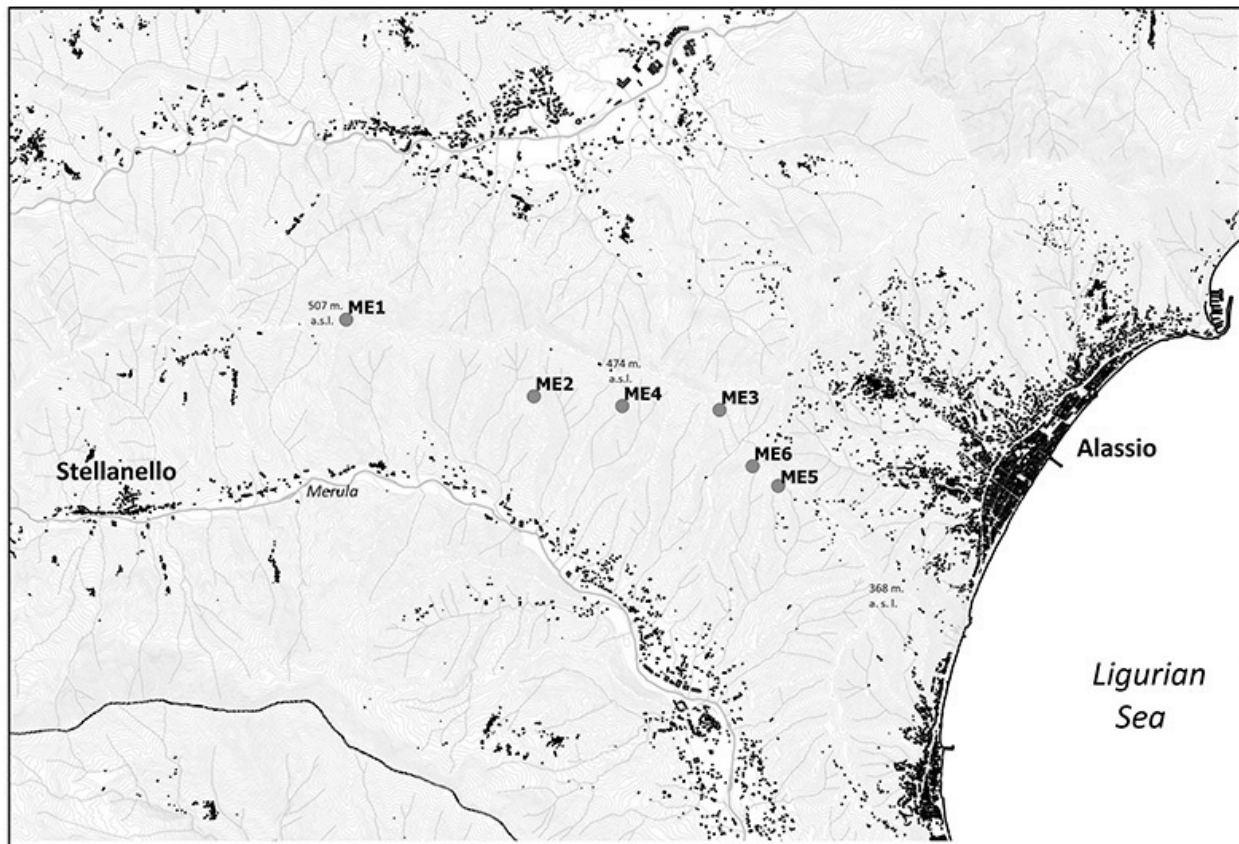 507 m.
a.s.l.
ME1
474 m.
a.s.l.
ME2
ME4
ME3
ME6
ME5
Stellanello
Merula
Alassio
368 m.
a. s. l.
Ligurian
Sea